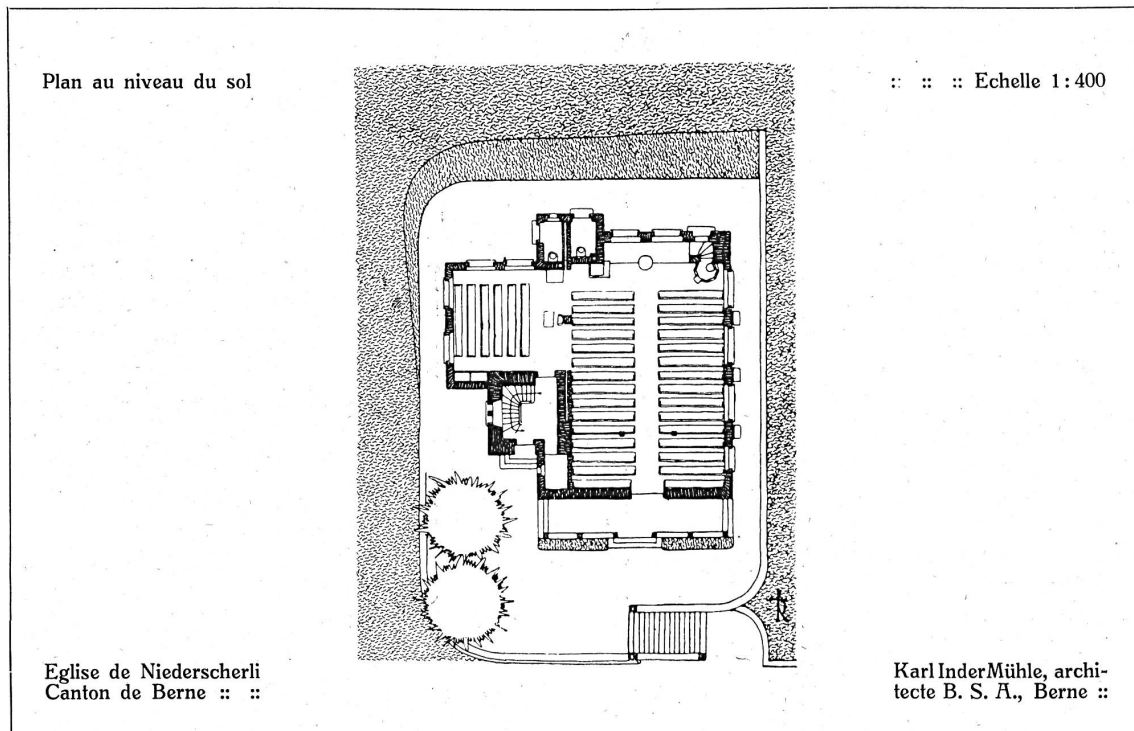 Plan au niveau du sol
:: :: :: Echelle 1:400
Eglise de Niederscherli
Canton de Berne :: ::
Karl InderMühle, archi-
tecte B. S. A., Berne ::